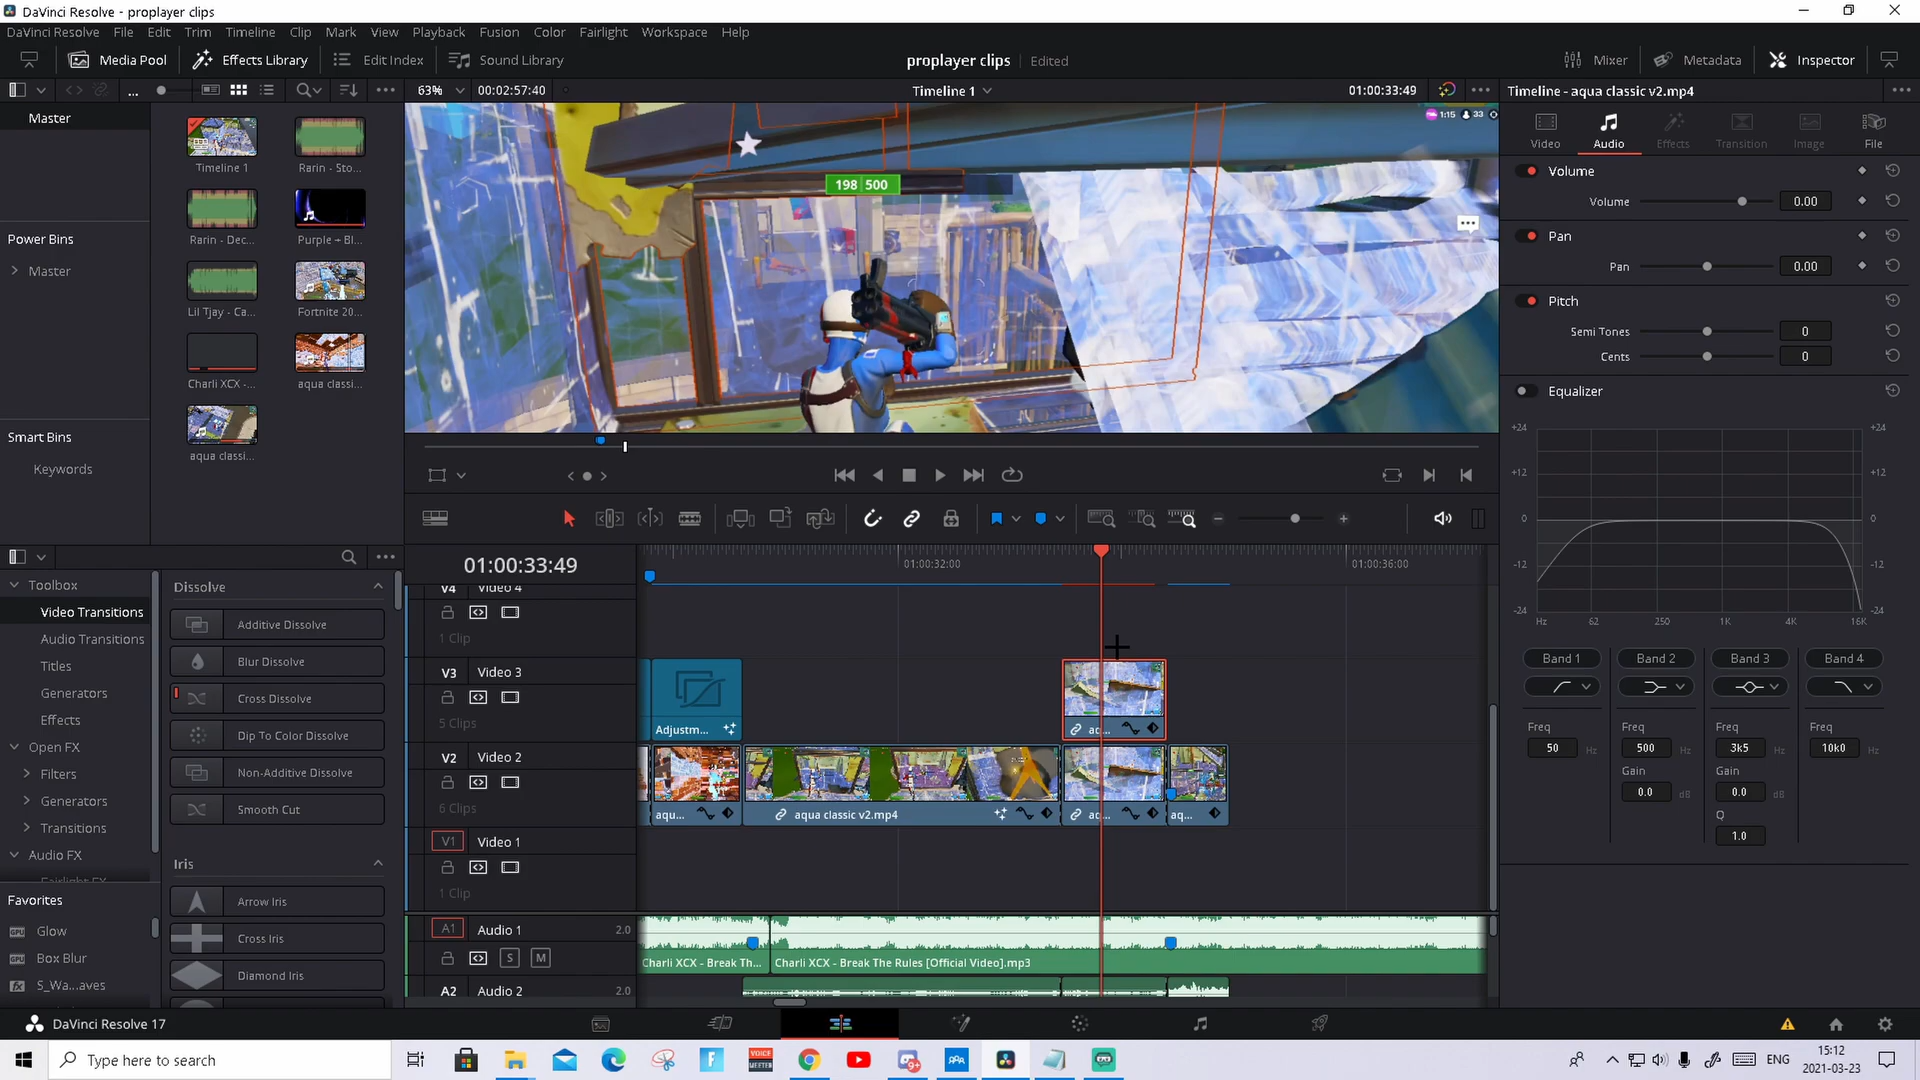 DaVinci Resolve - proplayer clips
DaVinci Resolve File Edit Trim Timeline Clip Mark View Playback Fusion Color Fairlight Workspace Help
Media Pool Effects Library Edit Index Sound Library proplayer clips Edited Mixer Metadata Inspector
63% 00:02:57:40 Timeline 1 01:00:33:49 Timeline - aqua classic v2.mp4
Master
Timeline 1 Rarin - Sto...
Rarin - Dec... Purple + Bl...
Lil Tjay - Ca... Fortnite 20...
Charli XCX -... aqua classi...
aqua classi...
Power Bins
Master
Smart Bins
Keywords
1:15 33
198 500
Video Audio Effects Transition Image File
Volume
Volume 0.00
Pan
Pan 0.00
Pitch
Semi Tones 0
Cents 0
Equalizer
+24 +24
+12 +12
0 0
-12 -12
-24 -24
Hz 62 250 1K 4K 16K
Band 1 Band 2 Band 3 Band 4
Freq Freq Freq Freq
50 Hz 500 Hz 3k5 Hz 10k0 Hz
Gain Gain
0.0 dB 0.0 dB
Q
1.0
Toolbox
Video Transitions
Audio Transitions
Titles
Generators
Effects
Open FX
Filters
Generators
Transitions
Audio FX
Fairlight FX
Favorites
Glow
Box Blur
S_Wa...aves
Dissolve
Additive Dissolve
Blur Dissolve
Cross Dissolve
Dip To Color Dissolve
Non-Additive Dissolve
Smooth Cut
Iris
Arrow Iris
Cross Iris
Diamond Iris
01:00:33:49 01:00:32:00 01:00:36:00
V4 Video 4
1 Clip
V3 Video 3
5 Clips
Adjustm... aq...
V2 Video 2
6 Clips
aqu... aqua classic v2.mp4 aq... aq...
V1 Video 1
1 Clip
A1 Audio 1 2.0
S M
Charli XCX - Break Th... Charli XCX - Break The Rules [Official Video].mp3
A2 Audio 2 2.0
DaVinci Resolve 17
Type here to search
VOICE MEETER
9+
ENG
15:12
2021-03-23